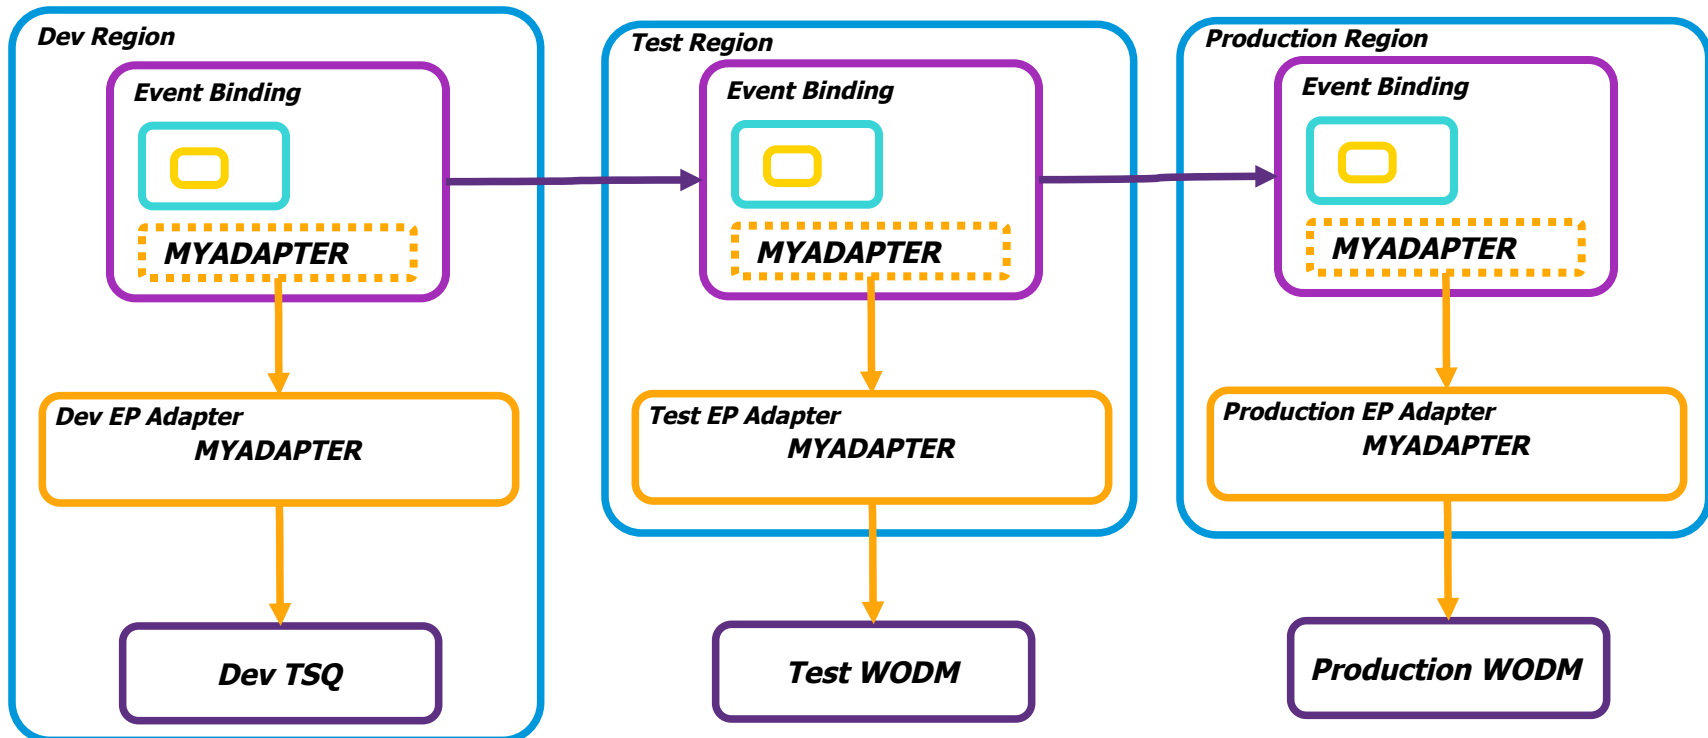 Dev Region
Event Binding
MYADAPTER
Dev EP Adapter
MYADAPTER
Dev TSQ
Test Region
Event Binding
MYADAPTER
Test EP Adapter
MYADAPTER
Test WODM
Production Region
Event Binding
MYADAPTER
Production EP Adapter
MYADAPTER
Production WODM